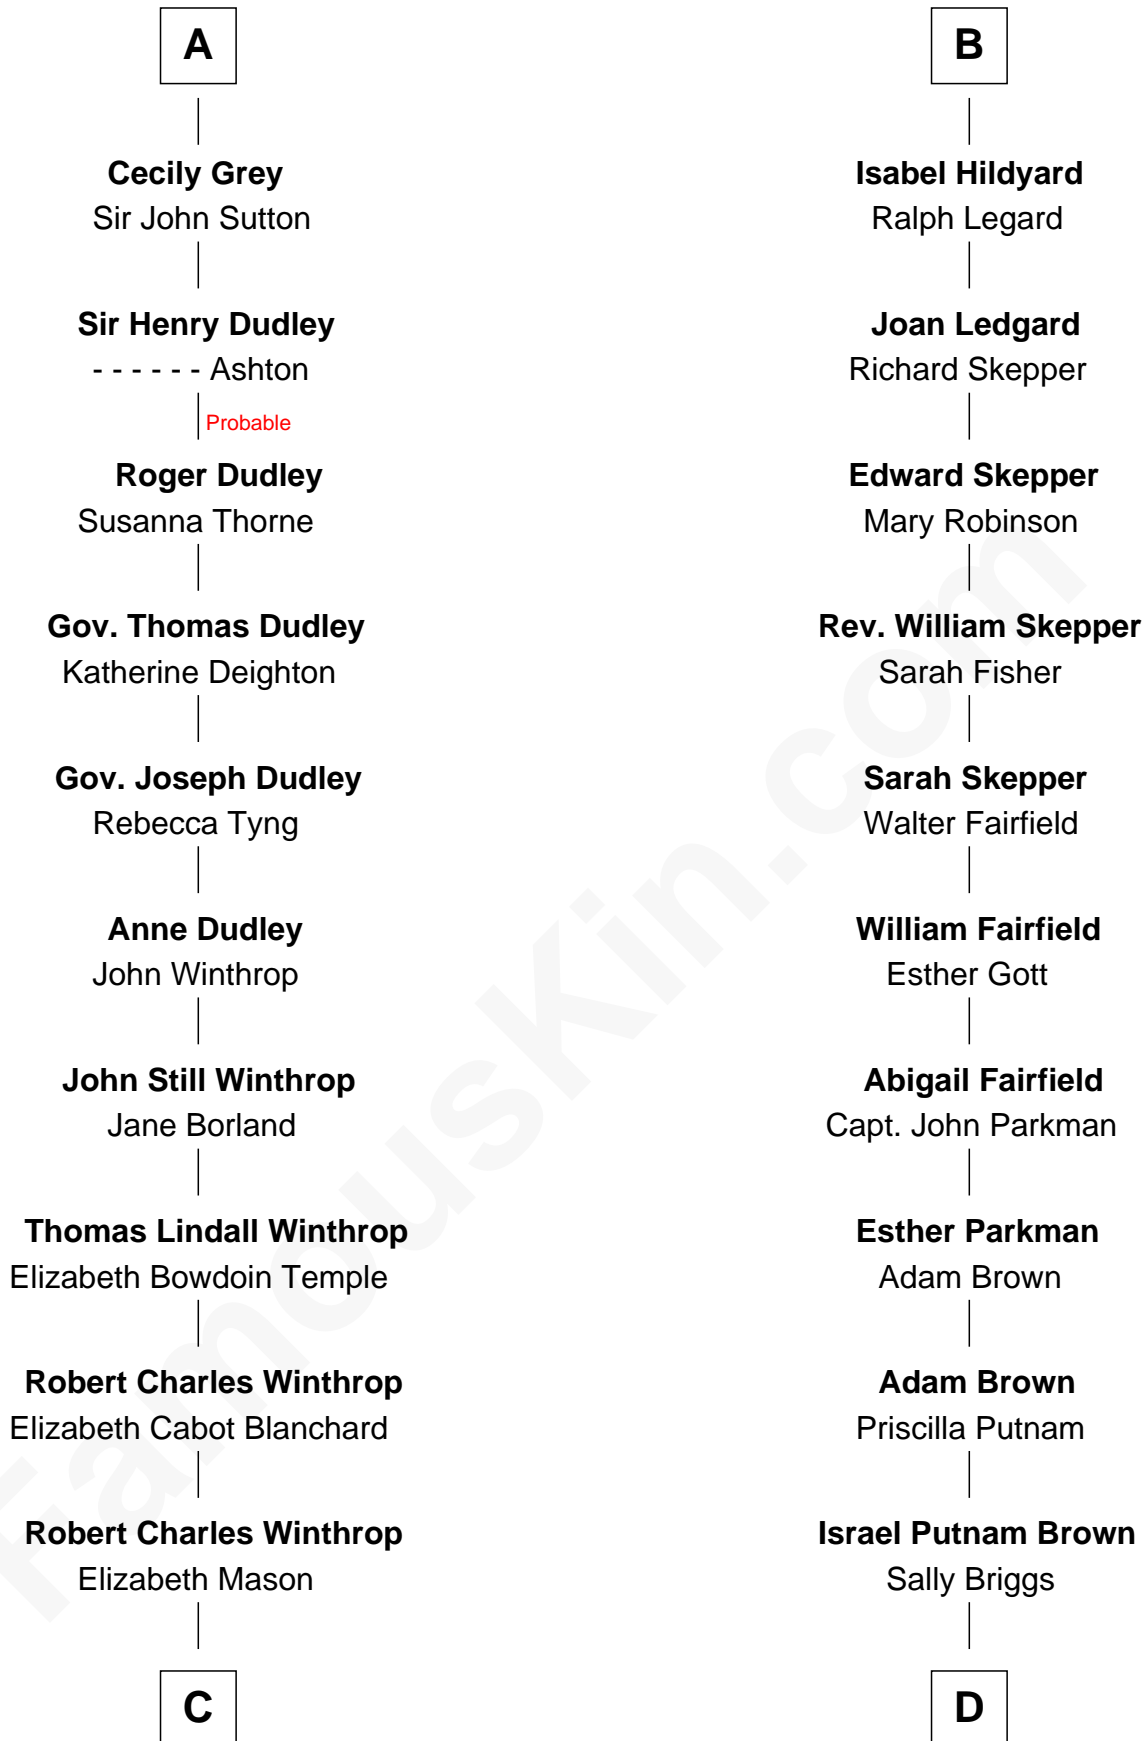 A
Cecily Grey
Sir John Sutton
Sir Henry Dudley
- - - - - - Ashton
Probable
Roger Dudley
Susanna Thorne
Gov. Thomas Dudley
Katherine Deighton
Gov. Joseph Dudley
Rebecca Tyng
Anne Dudley
John Winthrop
John Still Winthrop
Jane Borland
Thomas Lindall Winthrop
Elizabeth Bowdoin Temple
Robert Charles Winthrop
Elizabeth Cabot Blanchard
Robert Charles Winthrop
Elizabeth Mason
C
B
Isabel Hildyard
Ralph Legard
Joan Ledgard
Richard Skepper
Edward Skepper
Mary Robinson
Rev. William Skepper
Sarah Fisher
Sarah Skepper
Walter Fairfield
William Fairfield
Esther Gott
Abigail Fairfield
Capt. John Parkman
Esther Parkman
Adam Brown
Adam Brown
Priscilla Putnam
Israel Putnam Brown
Sally Briggs
D
FamousKin.com